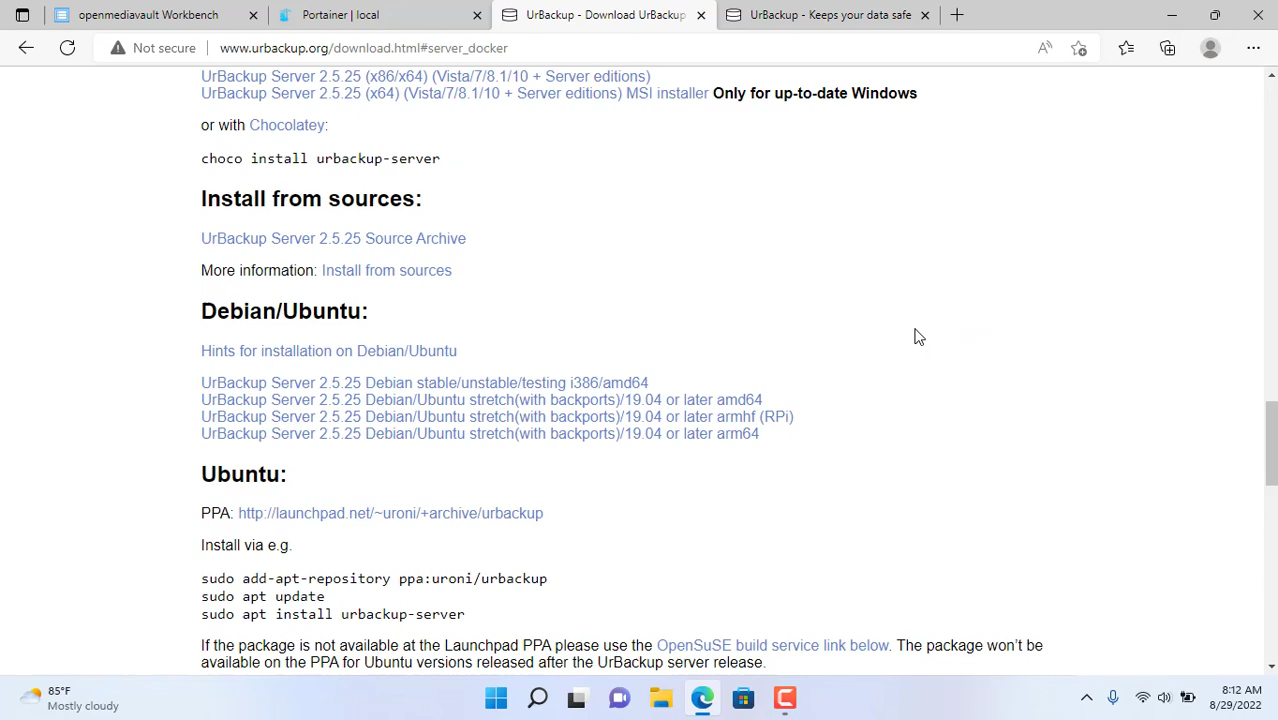 openmediavault Workbench
Portainer | local
UrBackup - Download UrBackup
UrBackup - Keeps your data safe
Not secure
www.urbackup.org/download.html#server_docker
UrBackup Server 2.5.25 (x86/x64) (Vista/7/8.1/10 + Server editions)
UrBackup Server 2.5.25 (x64) (Vista/7/8.1/10 + Server editions) MSI installer Only for up-to-date Windows
or with Chocolatey:
choco install urbackup-server
Install from sources:
UrBackup Server 2.5.25 Source Archive
More information: Install from sources
Debian/Ubuntu:
Hints for installation on Debian/Ubuntu
UrBackup Server 2.5.25 Debian stable/unstable/testing i386/amd64
UrBackup Server 2.5.25 Debian/Ubuntu stretch(with backports)/19.04 or later amd64
UrBackup Server 2.5.25 Debian/Ubuntu stretch(with backports)/19.04 or later armhf (RPi)
UrBackup Server 2.5.25 Debian/Ubuntu stretch(with backports)/19.04 or later arm64
Ubuntu:
PPA: http://launchpad.net/~uroni/+archive/urbackup
Install via e.g.
sudo add-apt-repository ppa:uroni/urbackup
sudo apt update
sudo apt install urbackup-server
If the package is not available at the Launchpad PPA please use the OpenSuSE build service link below. The package won't be
available on the PPA for Ubuntu versions released after the UrBackup server release.
85°F
Mostly cloudy
8:12 AM
8/29/2022